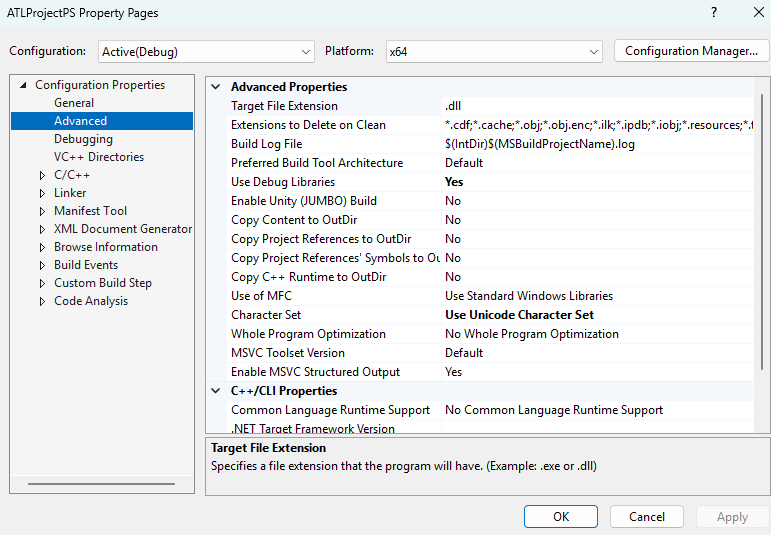 ATLProjectPS Property Pages
? ×
Configuration: Active(Debug) Platform: x64 Configuration Manager...
Configuration Properties
General
Advanced
Debugging
VC++ Directories
C/C++
Linker
Manifest Tool
XML Document Generator
Browse Information
Build Events
Custom Build Step
Code Analysis
Advanced Properties
Target File Extension .dll
Extensions to Delete on Clean *.cdf;*.cache;*.obj;*.obj.enc;*.ilk;*.ipdb;*.iobj;*.resources;*.t
Build Log File $(IntDir)$(MSBuildProjectName).log
Preferred Build Tool Architecture Default
Use Debug Libraries Yes
Enable Unity (JUMBO) Build No
Copy Content to OutDir No
Copy Project References to OutDir No
Copy Project References' Symbols to Ou No
Copy C++ Runtime to OutDir No
Use of MFC Use Standard Windows Libraries
Character Set Use Unicode Character Set
Whole Program Optimization No Whole Program Optimization
MSVC Toolset Version Default
Enable MSVC Structured Output Yes
C++/CLI Properties
Common Language Runtime Support No Common Language Runtime Support
.NET Target Framework Version
Target File Extension
Specifies a file extension that the program will have. (Example: .exe or .dll)
OK Cancel Apply